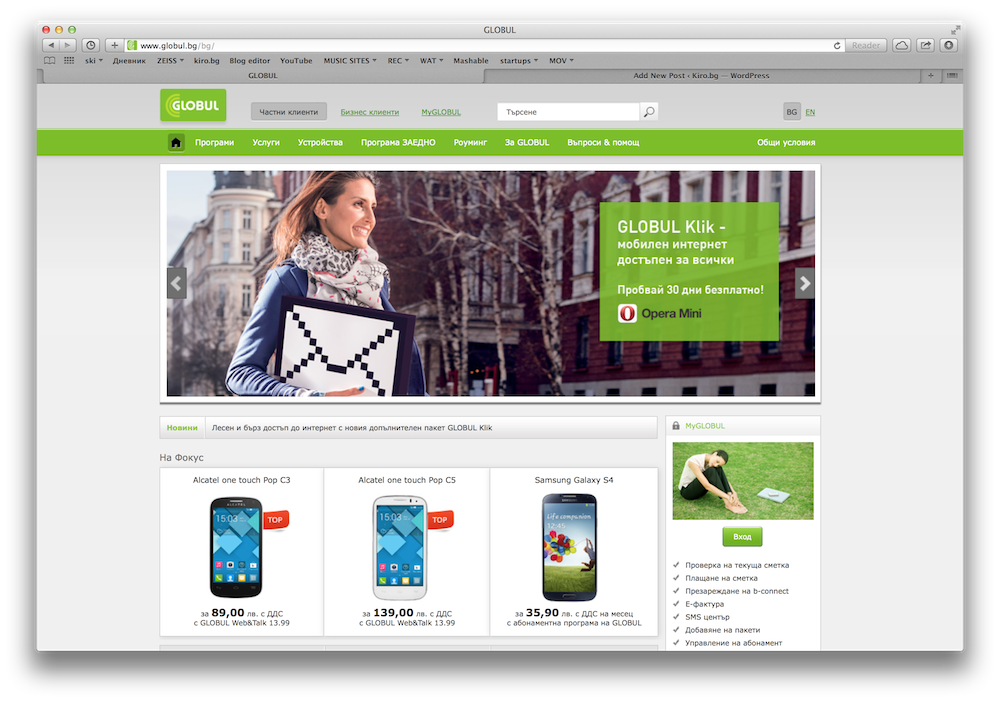 GLOBUL
www.globul.bg/bg/
Reader
ski
Дневник
ZEISS
kiro.bg
Blog editor
YouTube
MUSIC SITES
REC
WAT
Mashable
startups
MOV
GLOBUL
Add New Post ‹ Kiro.bg — WordPress
GLOBUL
Частни клиенти
Бизнес клиенти
MyGLOBUL
Търсене
BG
EN
Програми
Услуги
Устройства
Програма ЗАЕДНО
Роуминг
За GLOBUL
Въпроси & помощ
Общи условия
GLOBUL Klik -
мобилен интернет
достъпен за всички
Пробвай 30 дни безплатно!
Opera Mini
Новини
Лесен и бърз достъп до интернет с новия допълнителен пакет GLOBUL Klik
На Фокус
Alcatel one touch Pop C3
TOP
за 89,00 лв. с ДДС
с GLOBUL Web&Talk 13.99
Alcatel one touch Pop C5
TOP
за 139,00 лв. с ДДС
с GLOBUL Web&Talk 13.99
Samsung Galaxy S4
Life companion
12:45
за 35,90 лв. с ДДС на месец
с абонаментна програма на GLOBUL
MyGLOBUL
Вход
Проверка на текуща сметка
Плащане на сметка
Презареждане на b-connect
Е-фактура
SMS център
Добавяне на пакети
Управление на абонамент